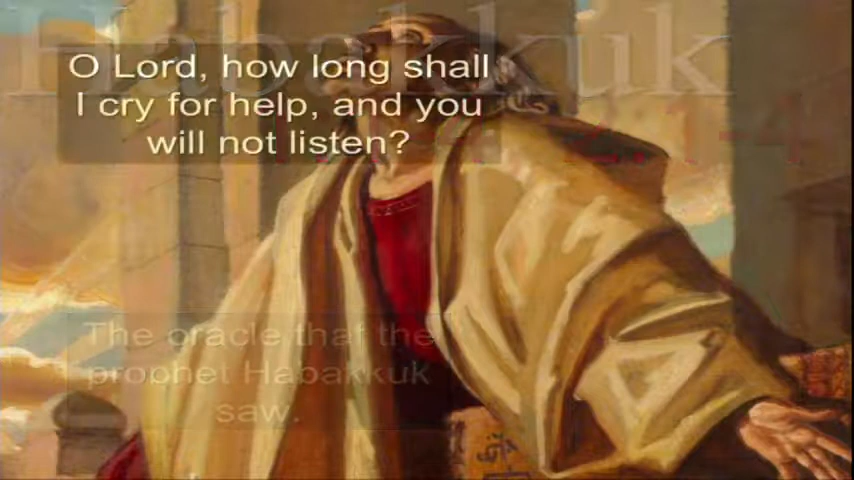 Habakkuk
O Lord, how long shall
I cry for help, and you
will not listen?
The oracle that the
prophet Habakkuk
saw.